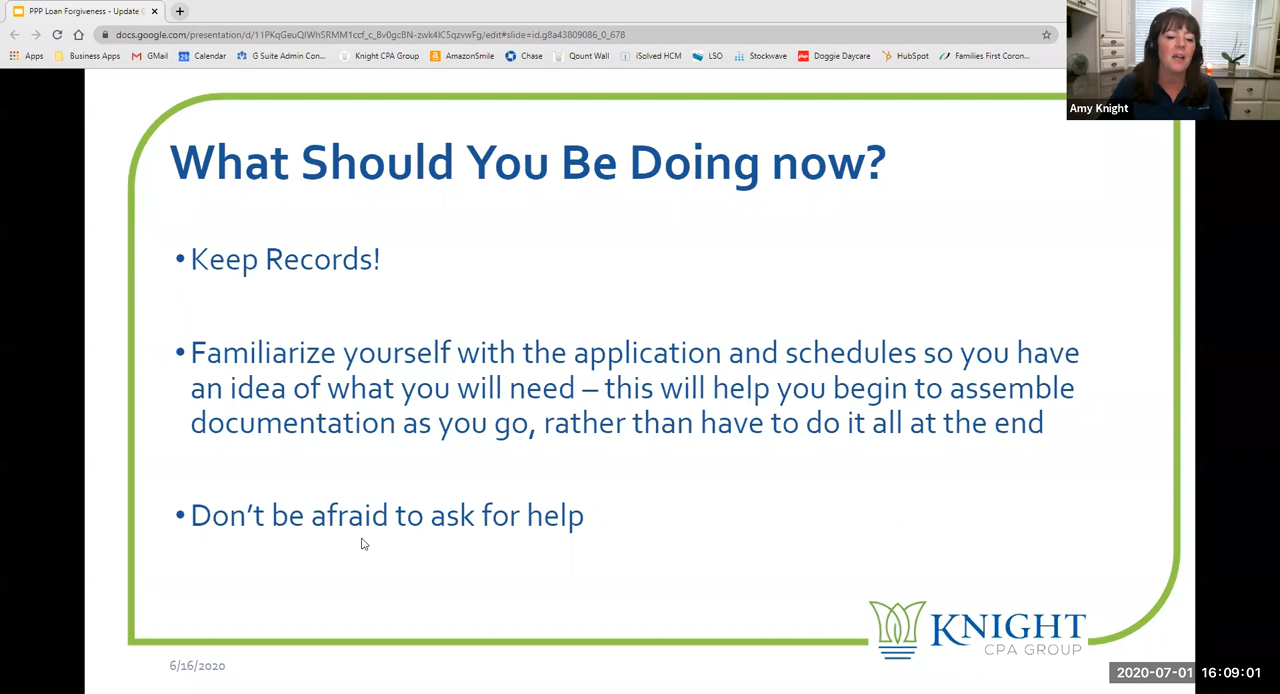 PPP Loan Forgiveness - Update
docs.google.com/presentation/d/11PKqGeuQIWhSRMM1ccf_c_Bv0gcBN-zwk4IC5qzvwFg/edit#slide=id.g8a43809086_0_678
Apps Business Apps GMail Calendar G Suite Admin Con... Knight CPA Group AmazonSmile Chase Qount Wall iSolved HCM LSO Stockwave Doggie Daycare HubSpot Families First Coron...
Amy Knight
What Should You Be Doing now?
•Keep Records!
•Familiarize yourself with the application and schedules so you have
an idea of what you will need – this will help you begin to assemble
documentation as you go, rather than have to do it all at the end
•Don't be afraid to ask for help
KNIGHT
CPA GROUP
6/16/2020
2020-07-01 16:09:01